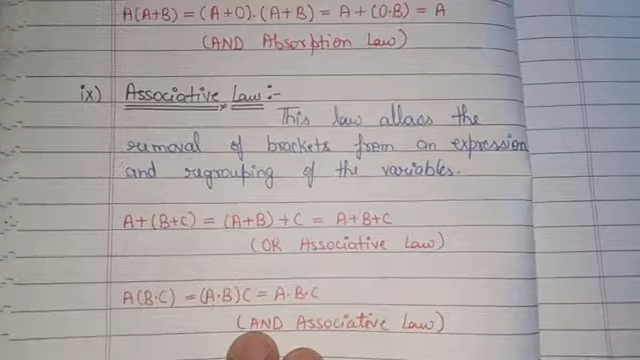 A(A+B) = (A+0).(A+B) = A+(0.B) = A
(AND Absorption Law)
ix) Associative Law:-
This law allows the
removal of brackets from an expression
and regrouping of the variables.
A+(B+C) = (A+B)+C = A+B+C
(OR Associative Law)
A(B.C) = (A.B)C = A.B.C
(AND Associative Law)